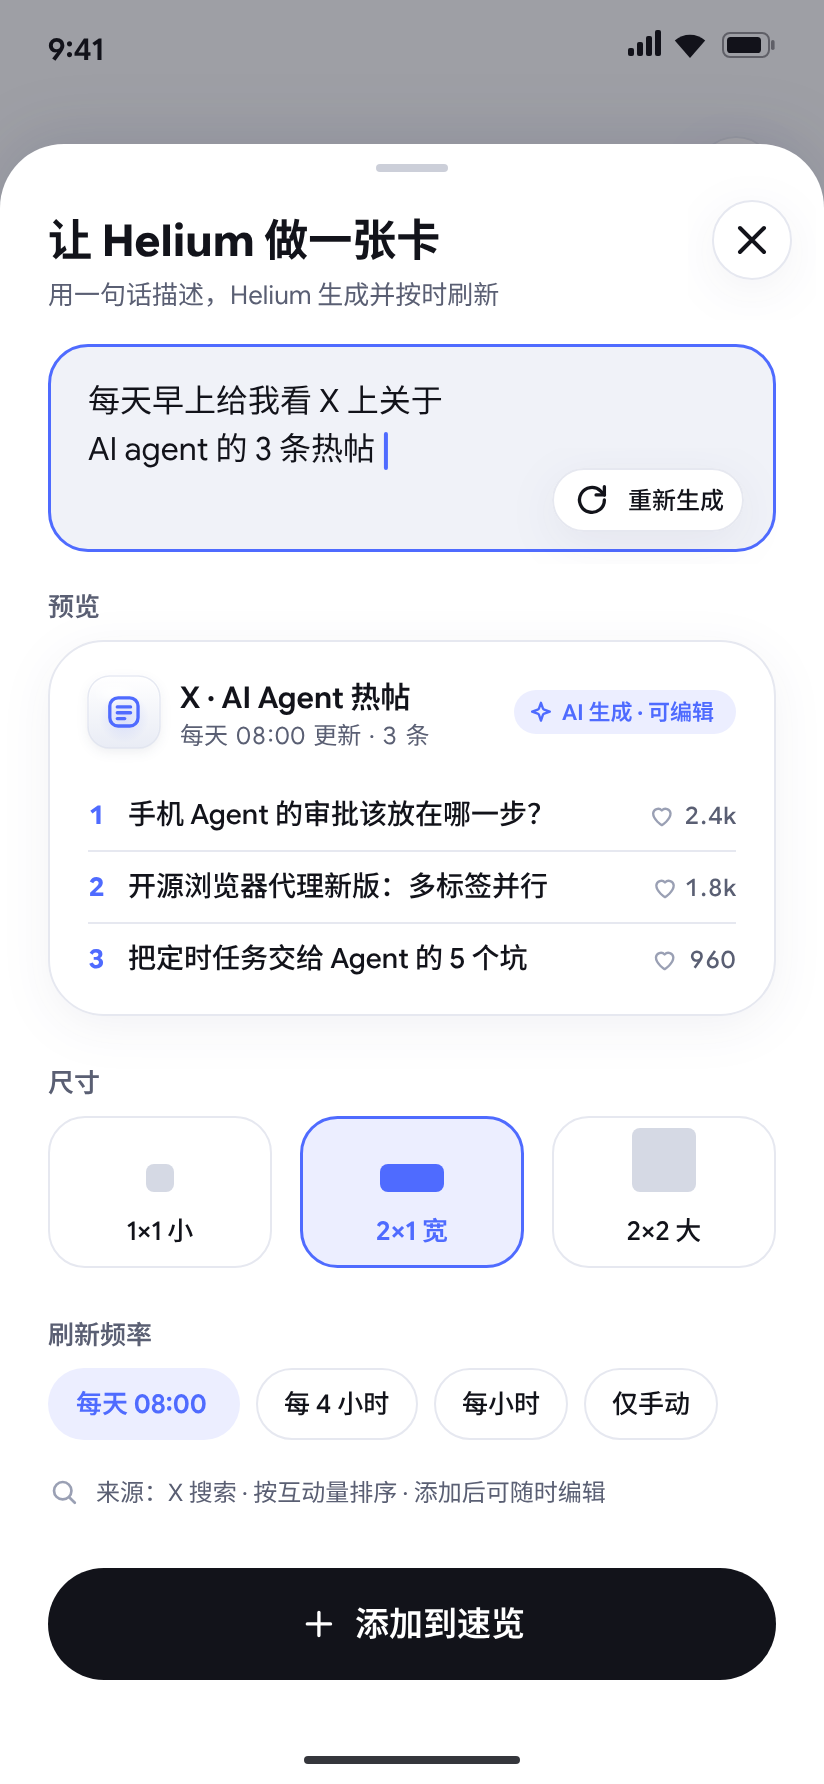 9:41
让 Helium 做一张卡
用一句话描述，Helium 生成并按时刷新
每天早上给我看 X 上关于
AI agent 的 3 条热帖
重新生成
预览
X · AI Agent 热帖
每天 08:00 更新 · 3 条
AI 生成 · 可编辑
1 手机 Agent 的审批该放在哪一步？ 2.4k
2 开源浏览器代理新版：多标签并行 1.8k
3 把定时任务交给 Agent 的 5 个坑 960
尺寸
1×1 小
2×1 宽
2×2 大
刷新频率
每天 08:00
每 4 小时
每小时
仅手动
来源：X 搜索 · 按互动量排序 · 添加后可随时编辑
添加到速览